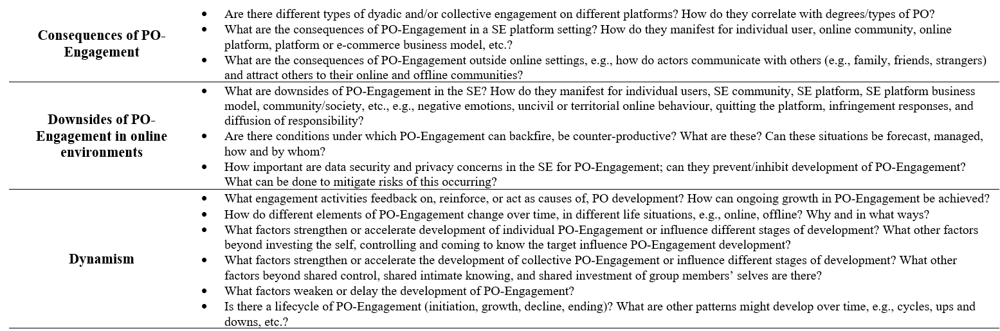 Consequences of PO-
Engagement
• Are there different types of dyadic and/or collective engagement on different platforms? How do they correlate with degrees/types of PO?
• What are the consequences of PO-Engagement in a SE platform setting? How do they manifest for individual user, online community, online
platform, platform or e-commerce business model, etc.?
• What are the consequences of PO-Engagement outside online settings, e.g., how do actors communicate with others (e.g., family, friends, strangers)
and attract others to their online and offline communities?
Downsides of PO-
Engagement in online
environments
• What are downsides of PO-Engagement in the SE? How do they manifest for individual users, SE community, SE platform, SE platform business
model, community/society, etc., e.g., negative emotions, uncivil or territorial online behaviour, quitting the platform, infringement responses, and
diffusion of responsibility?
• Are there conditions under which PO-Engagement can backfire, be counter-productive? What are these? Can these situations be forecast, managed,
how and by whom?
• How important are data security and privacy concerns in the SE for PO-Engagement; can they prevent/inhibit development of PO-Engagement?
What can be done to mitigate risks of this occurring?
Dynamism
• What engagement activities feedback on, reinforce, or act as causes of, PO development? How can ongoing growth in PO-Engagement be achieved?
• How do different elements of PO-Engagement change over time, in different life situations, e.g., online, offline? Why and in what ways?
• What factors strengthen or accelerate development of individual PO-Engagement or influence different stages of development? What other factors
beyond investing the self, controlling and coming to know the target influence PO-Engagement development?
• What factors strengthen or accelerate the development of collective PO-Engagement or influence different stages of development? What other
factors beyond shared control, shared intimate knowing, and shared investment of group members’ selves are there?
• What factors weaken or delay the development of PO-Engagement?
• Is there a lifecycle of PO-Engagement (initiation, growth, decline, ending)? What are other patterns might develop over time, e.g., cycles, ups and
downs, etc.?